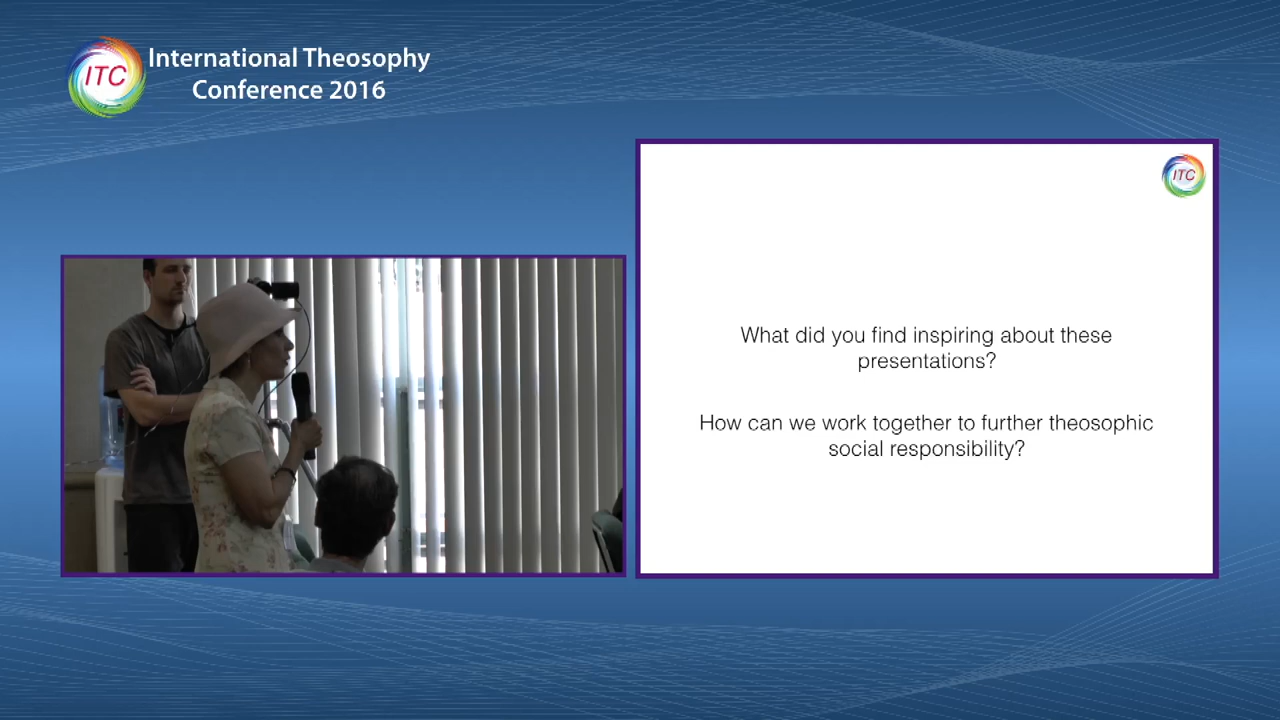 ITC
International Theosophy
Conference 2016
ITC
What did you find inspiring about these
presentations?
How can we work together to further theosophic
social responsibility?